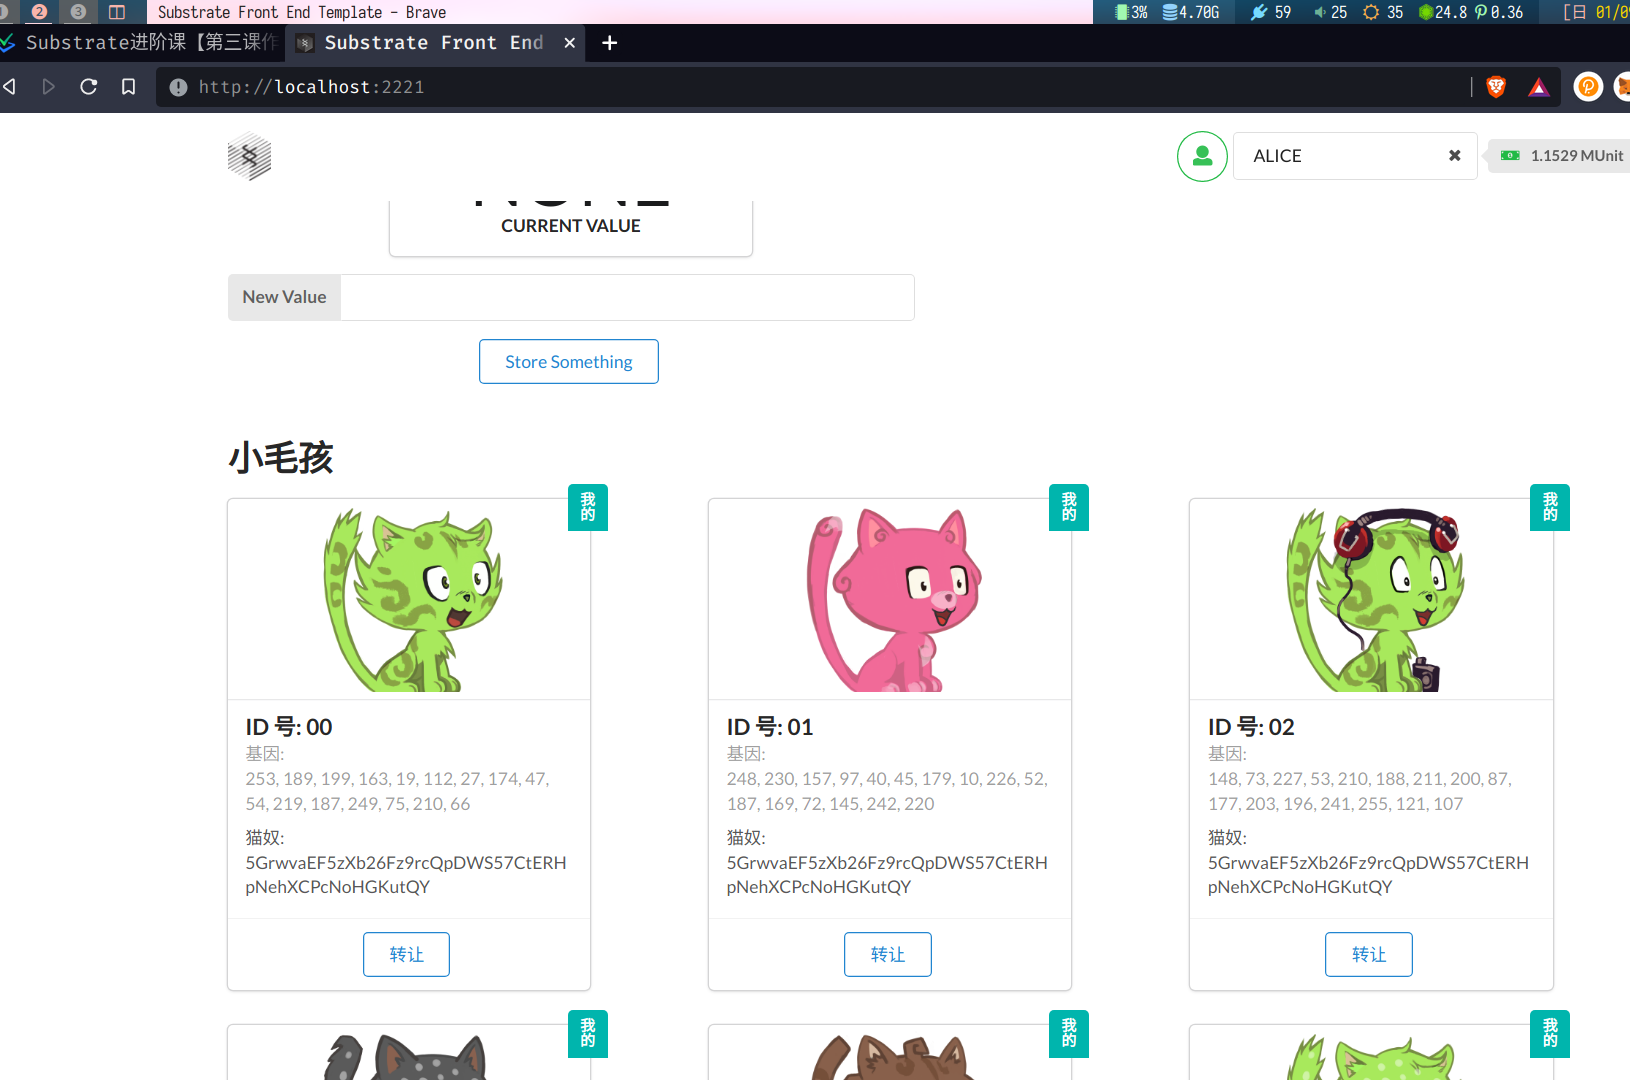 2 3 Substrate Front End Template - Brave 3% 4.70G 59 25 35 24.8 0.36 [日 01/0
Substrate进阶课【第三课作 Substrate Front End
http://localhost:2221
ALICE 1.1529 MUnit
CURRENT VALUE
New Value
Store Something
小毛孩
我的
我的
我的
ID 号: 00
基因:
253, 189, 199, 163, 19, 112, 27, 174, 47,
54, 219, 187, 249, 75, 210, 66
猫奴:
5GrwvaEF5zXb26Fz9rcQpDWS57CtERH
pNehXCPcNoHGKutQY
转让
ID 号: 01
基因:
248, 230, 157, 97, 40, 45, 179, 10, 226, 52,
187, 169, 72, 145, 242, 220
猫奴:
5GrwvaEF5zXb26Fz9rcQpDWS57CtERH
pNehXCPcNoHGKutQY
转让
ID 号: 02
基因:
148, 73, 227, 53, 210, 188, 211, 200, 87,
177, 203, 196, 241, 255, 121, 107
猫奴:
5GrwvaEF5zXb26Fz9rcQpDWS57CtERH
pNehXCPcNoHGKutQY
转让
我的
我的
我的